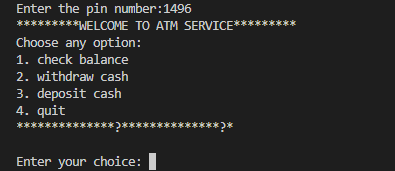 Enter the pin number:1496
*********WELCOME TO ATM SERVICE*********
Choose any option:
1. check balance
2. withdraw cash
3. deposit cash
4. quit
**************?**************?*
Enter your choice: